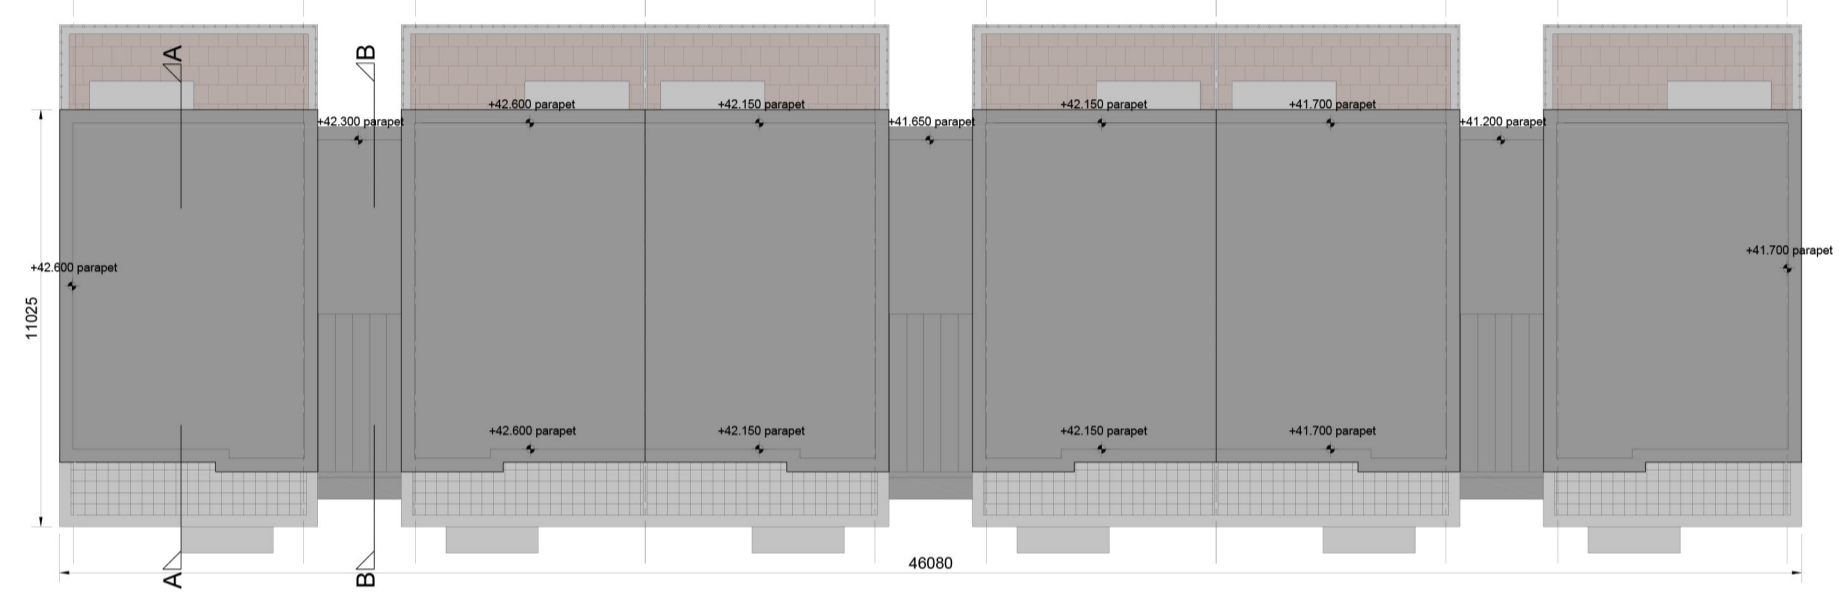 A
B
+42.600 parapet
+42.150 parapet
+42.150 parapet
+41.700 parapet
+42.300 parapet
+41.650 parapet
+41.200 parapet
+41.700 parapet
+42.600 parapet
11025
+42.600 parapet
+42.150 parapet
+42.150 parapet
+41.700 parapet
46080
A
B